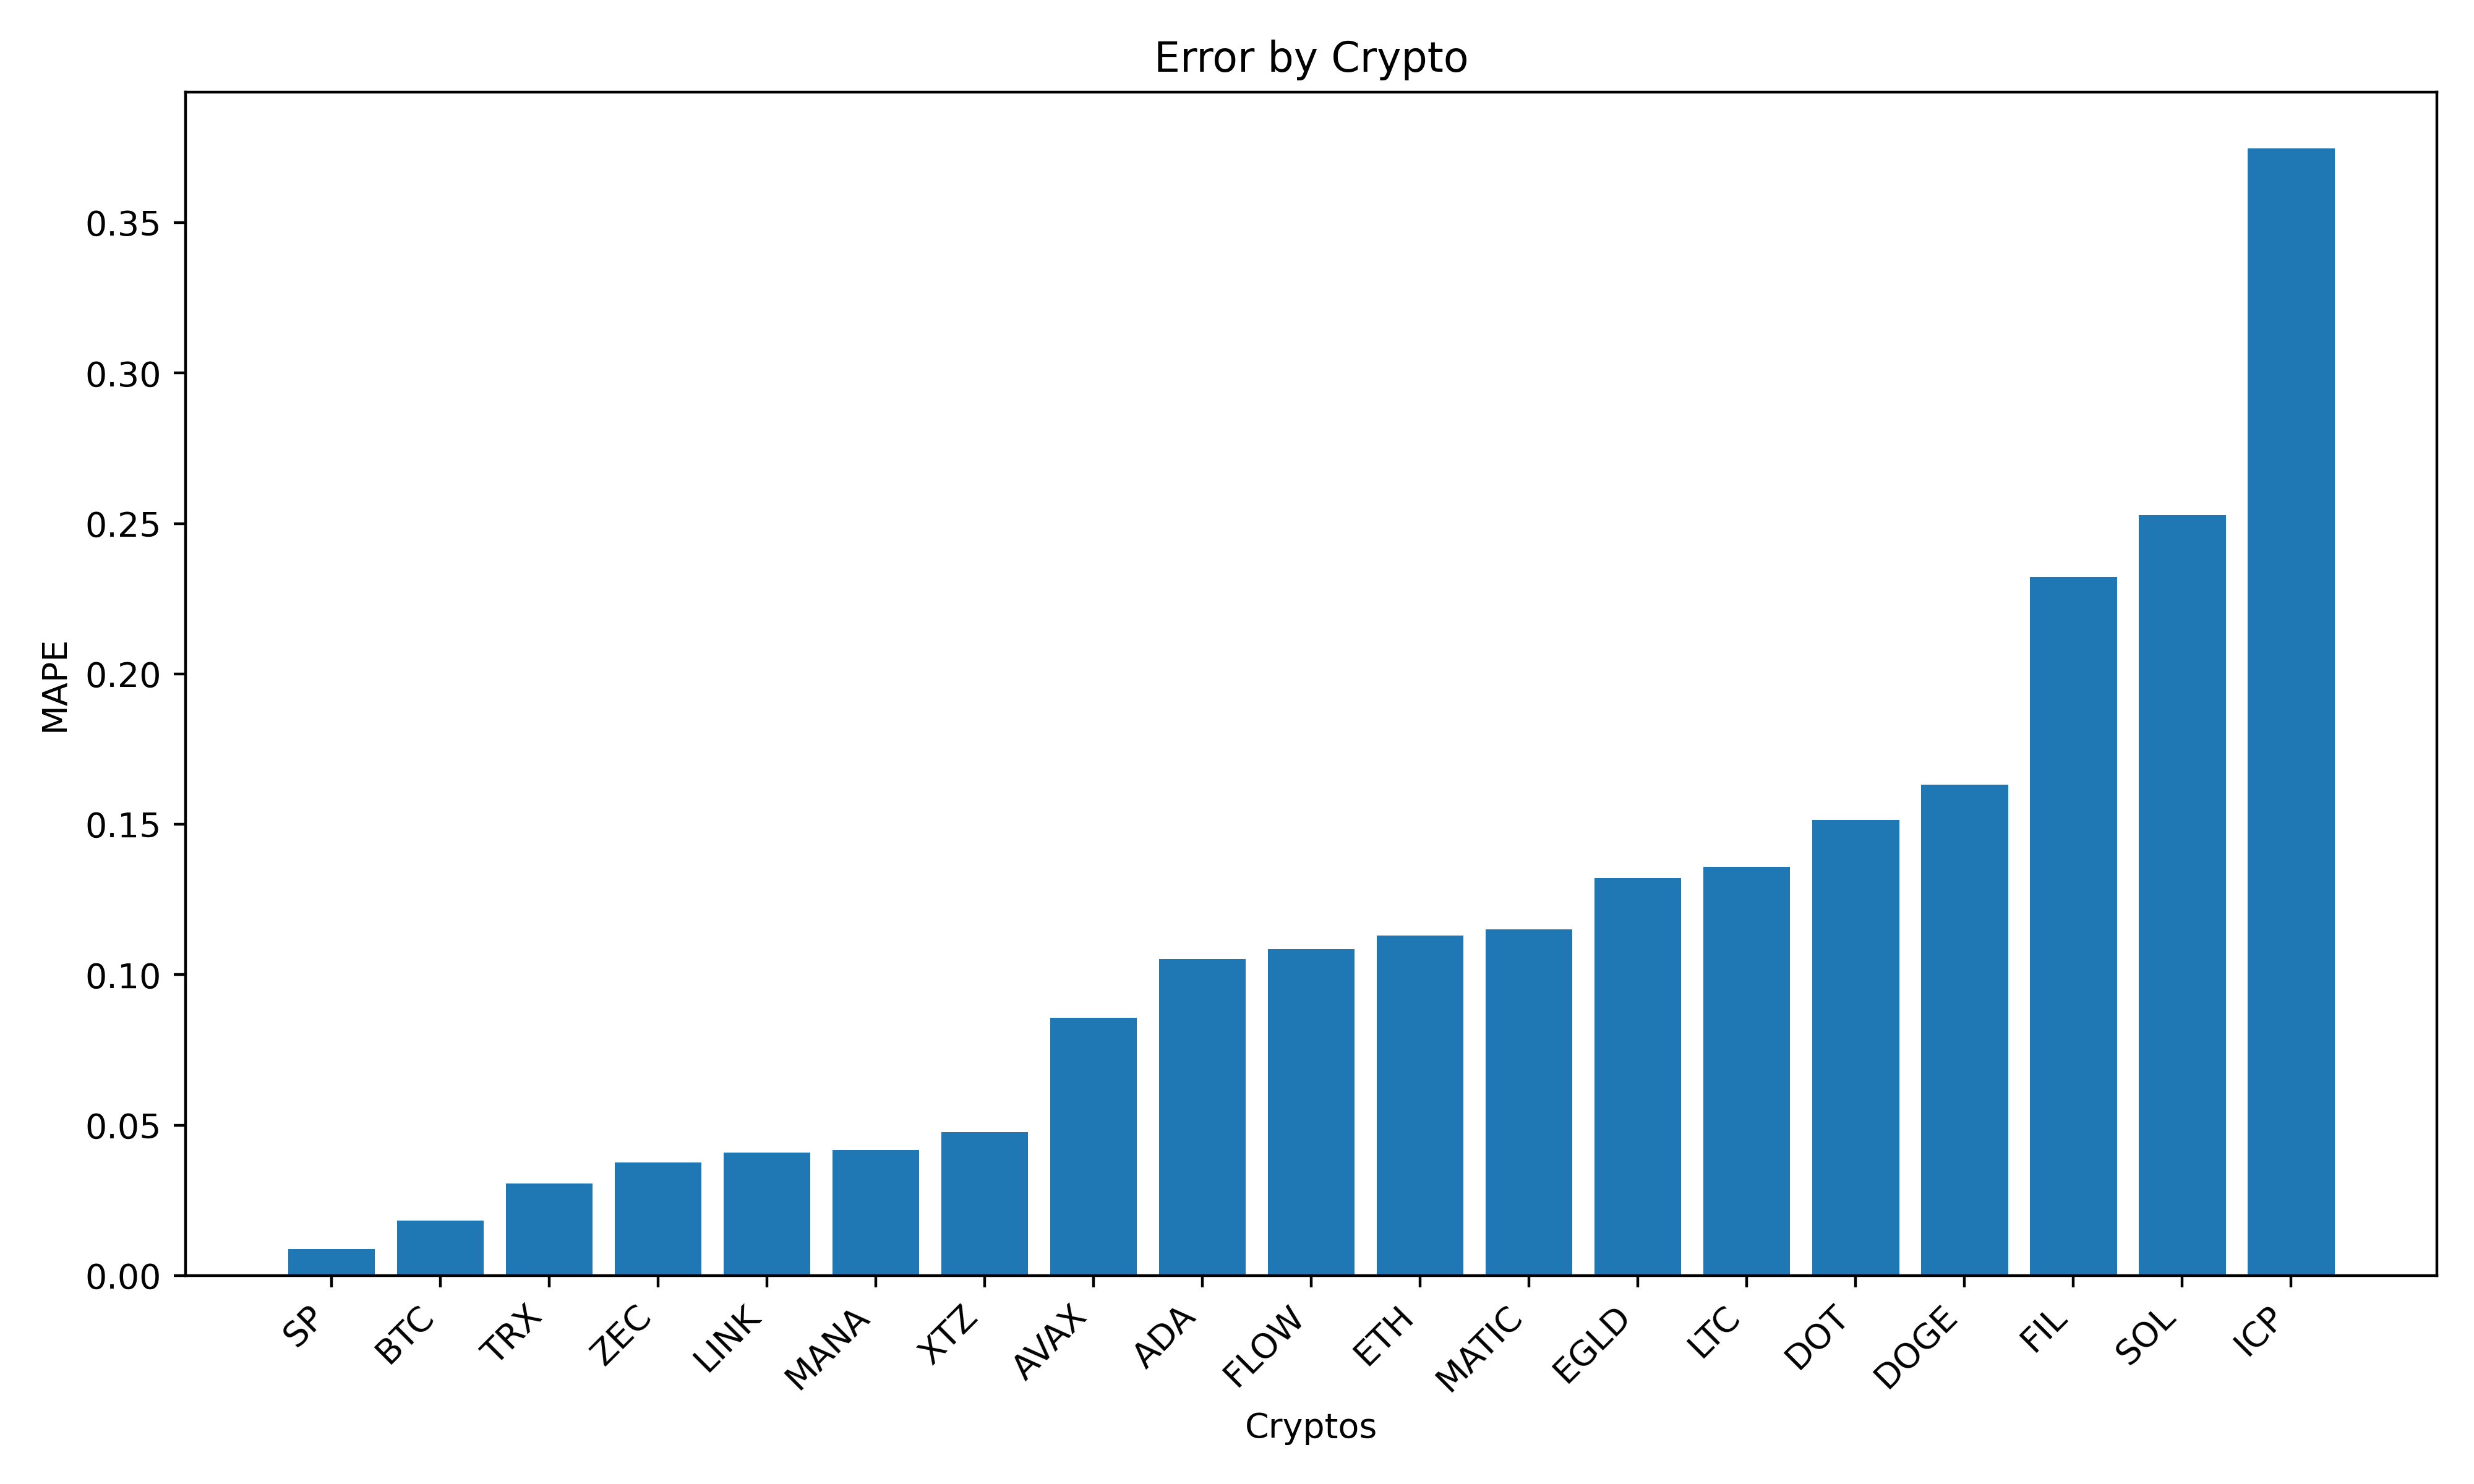 Error by Crypto
MAPE
0.35
0.30
0.25
0.20
0.15
0.10
0.05
0.00
SP
BTC
TRX
ZEC
LINK
MANA
XTZ
AVAX
ADA
FLOW
ETH
MATIC
EGLD
LTC
DOT
DOGE
FIL
SOL
ICP
Cryptos